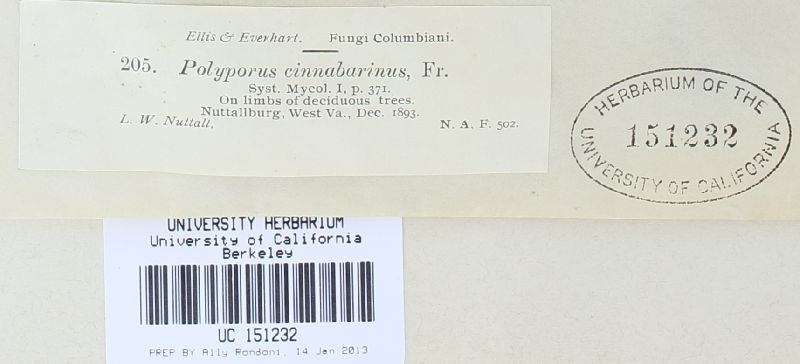 Ellis & Everhart. Fungi Columbiani.
205. Polyporus cinnabarinus, Fr.
Syst. Mycol. I, p. 371.
On limbs of deciduous trees.
Nuttallburg, West Va., Dec. 1893.
L. W. Nuttall. N. A. F. 502.
HERBARIUM OF THE
151232
UNIVERSITY OF CALIFORNIA
UNIVERSITY HERBARIUM
University of California
Berkeley
UC 151232
PREP BY Ally Rondoni, 14 Jan 2013